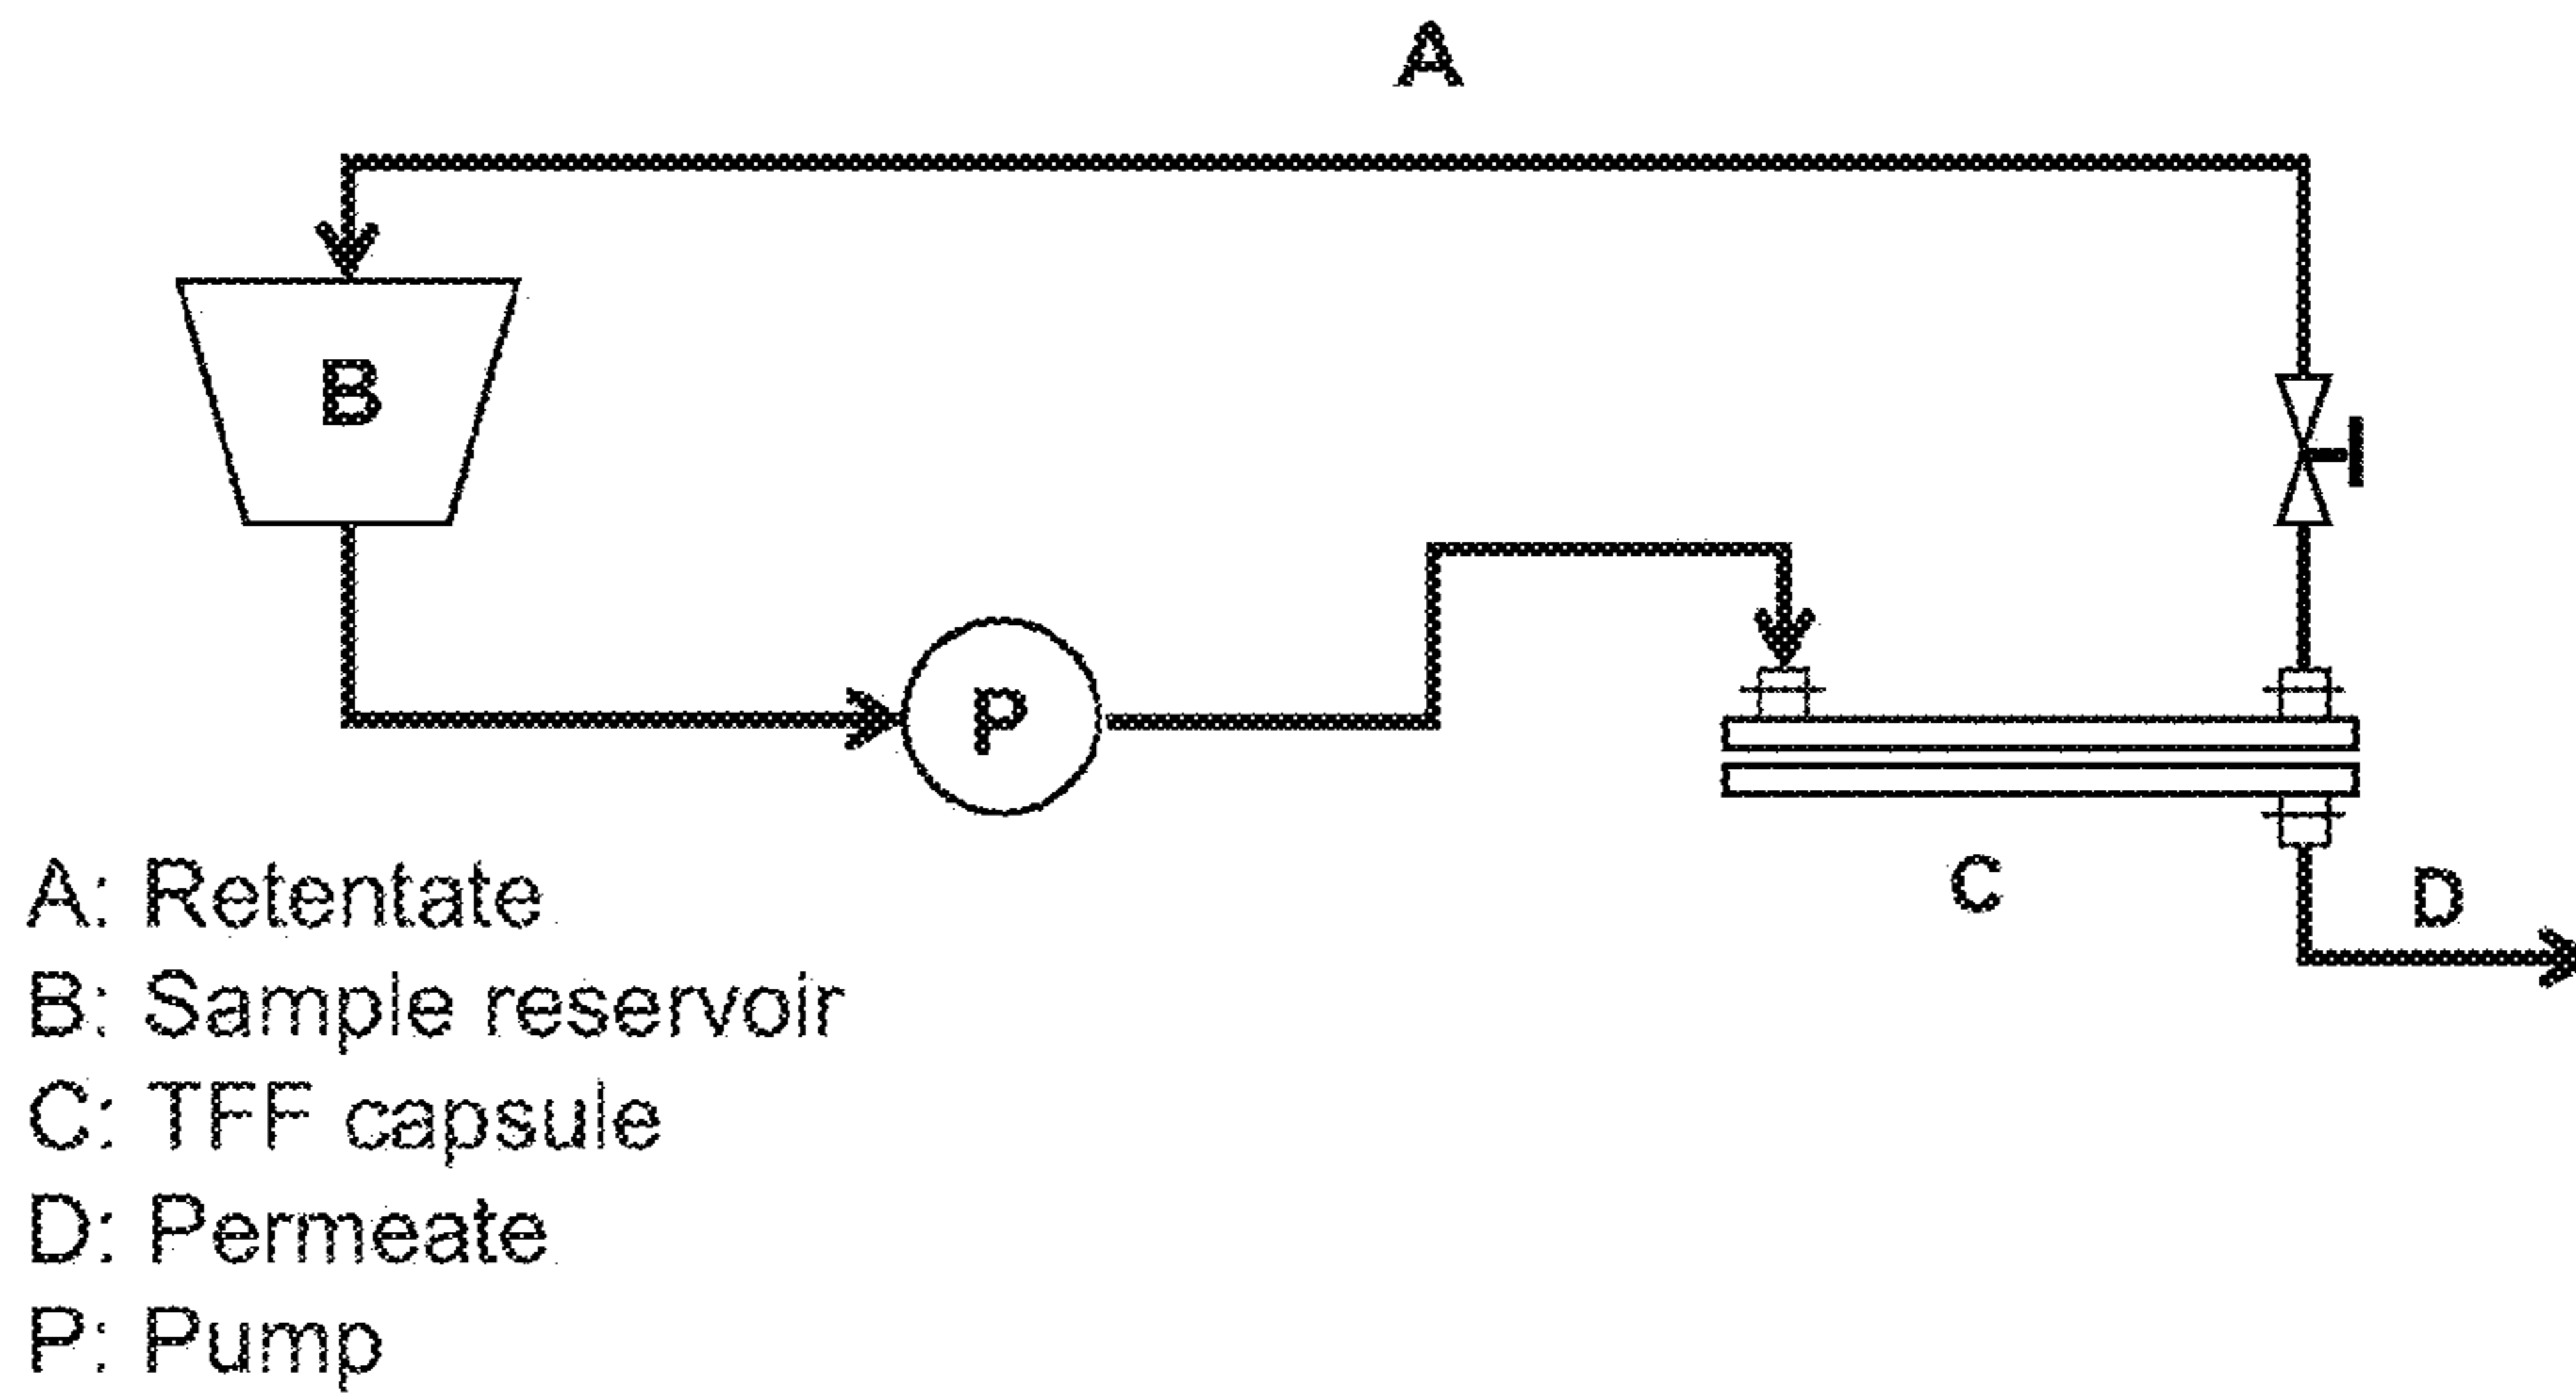 A
B
P
C
D
A: Retentate
B: Sample reservoir
C: TFF capsule
D: Permeate
P: Pump